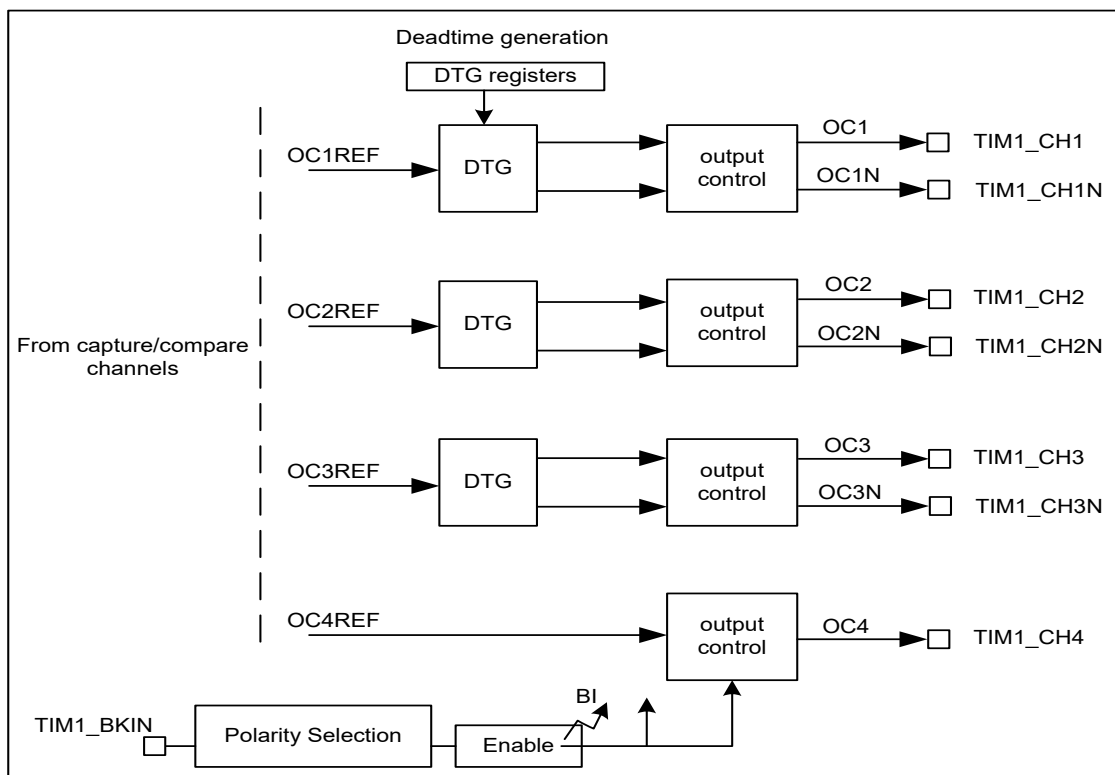 Deadtime generation
DTG registers
OC1REF
DTG
output
control
OC1
OC1N
TIM1_CH1
TIM1_CH1N
OC2REF
DTG
output
control
OC2
OC2N
TIM1_CH2
TIM1_CH2N
From capture/compare
channels
OC3REF
DTG
output
control
OC3
OC3N
TIM1_CH3
TIM1_CH3N
OC4REF
output
control
OC4
TIM1_CH4
TIM1_BKIN
Polarity Selection
Enable
BI